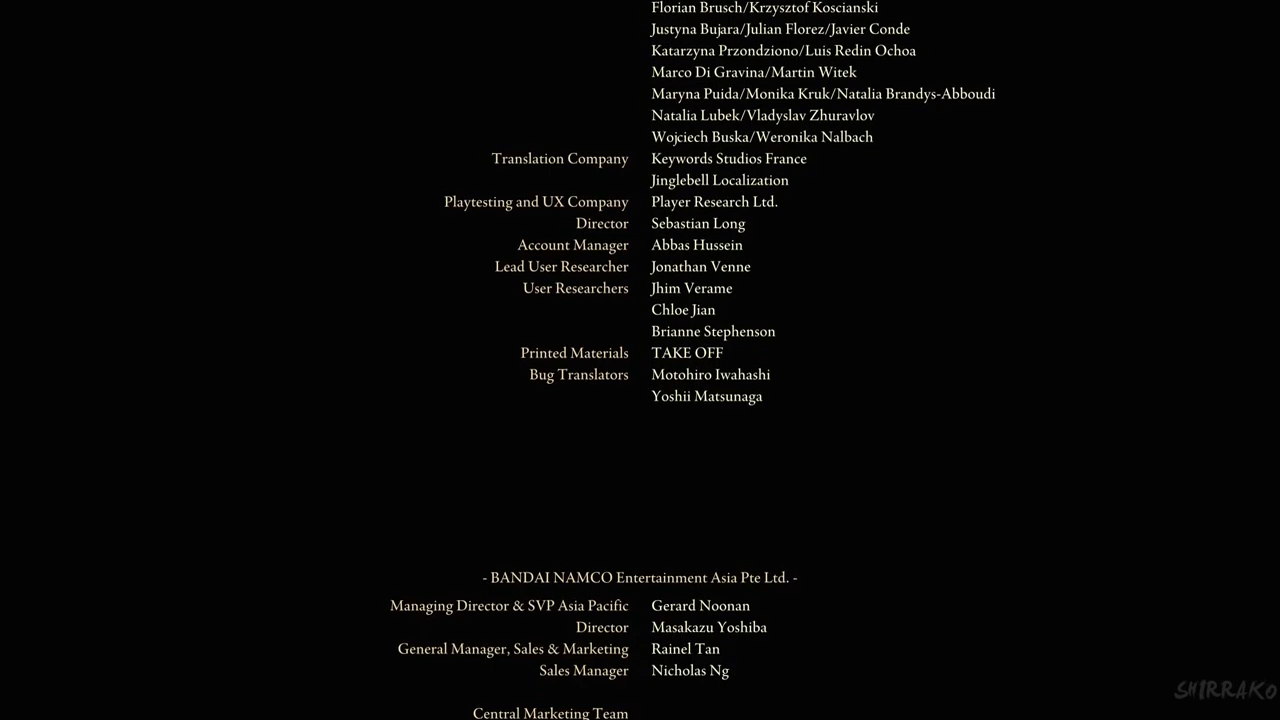 Florian Brusch/Krzysztof Koscianski
Justyna Bujara/Julian Florez/Javier Conde
Katarzyna Przondziono/Luis Redin Ochoa
Marco Di Gravina/Martin Witek
Maryna Puida/Monika Kruk/Natalia Brandys-Abboudi
Natalia Lubek/Vladyslav Zhuravlov
Wojciech Buska/Weronika Nalbach
Translation Company Keywords Studios France
Jinglebell Localization
Playtesting and UX Company Player Research Ltd.
Director Sebastian Long
Account Manager Abbas Hussein
Lead User Researcher Jonathan Venne
User Researchers Jhim Verame
Chloe Jian
Brianne Stephenson
Printed Materials TAKE OFF
Bug Translators Motohiro Iwahashi
Yoshii Matsunaga
- BANDAI NAMCO Entertainment Asia Pte Ltd. -
Managing Director & SVP Asia Pacific Gerard Noonan
Director Masakazu Yoshiba
General Manager, Sales & Marketing Rainel Tan
Sales Manager Nicholas Ng
SHIRRAKO
Central Marketing Team